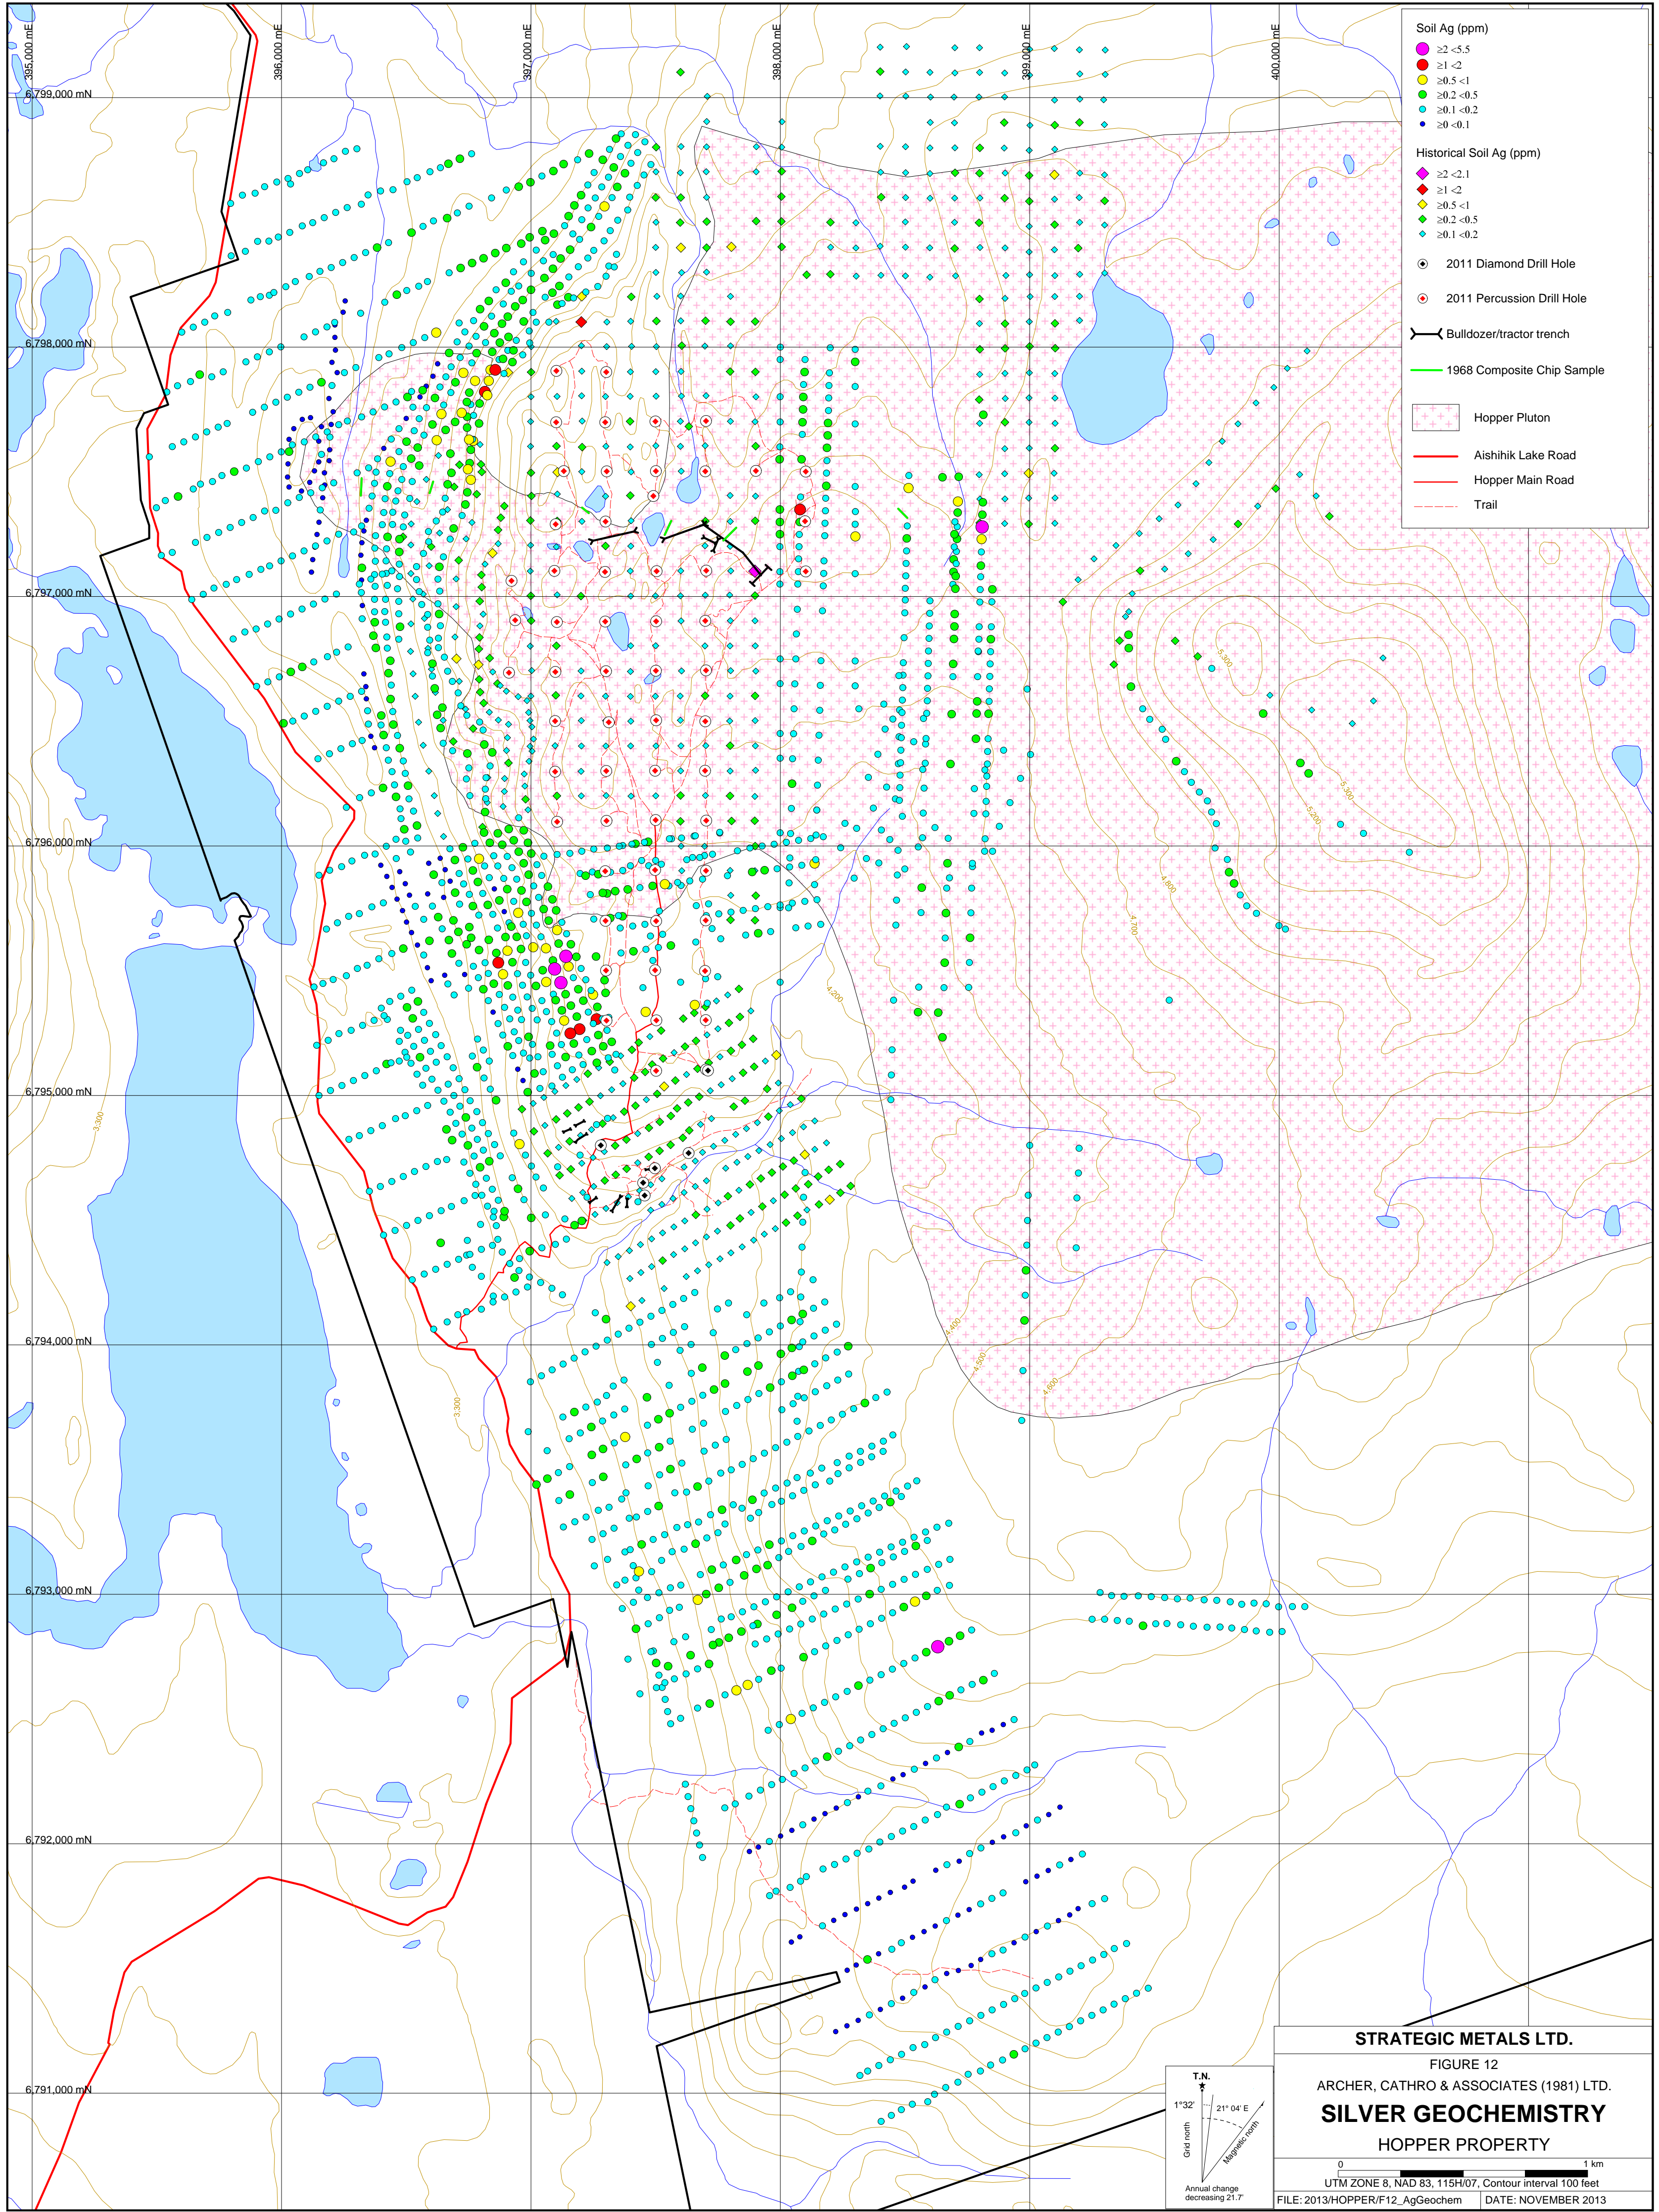 395,000 mE
396,000 mE
397,000 mE
398,000 mE
399,000 mE
400,000 mE
6,799,000 mN
6,798,000 mN
6,797,000 mN
6,796,000 mN
6,795,000 mN
6,794,000 mN
6,793,000 mN
6,792,000 mN
6,791,000 mN
Soil Ag (ppm)
≥2 <5.5
≥1 <2
≥0.5 <1
≥0.2 <0.5
≥0.1 <0.2
≥0 <0.1
Historical Soil Ag (ppm)
≥2 <2.1
≥1 <2
≥0.5 <1
≥0.2 <0.5
≥0.1 <0.2
2011 Diamond Drill Hole
2011 Percussion Drill Hole
Bulldozer/tractor trench
1968 Composite Chip Sample
Hopper Pluton
Aishihik Lake Road
Hopper Main Road
Trail
5,300
5,300
5,200
4,800
4,700
4,200
3,300
4,400
4,500
4,600
3,300
T.N.
1°32'
21° 04' E
Grid north
Magnetic north
Annual change
decreasing 21.7'
STRATEGIC METALS LTD.
FIGURE 12
ARCHER, CATHRO & ASSOCIATES (1981) LTD.
SILVER GEOCHEMISTRY
HOPPER PROPERTY
0 1 km
UTM ZONE 8, NAD 83, 115H/07, Contour interval 100 feet
FILE: 2013/HOPPER/F12_AgGeochem DATE: NOVEMBER 2013